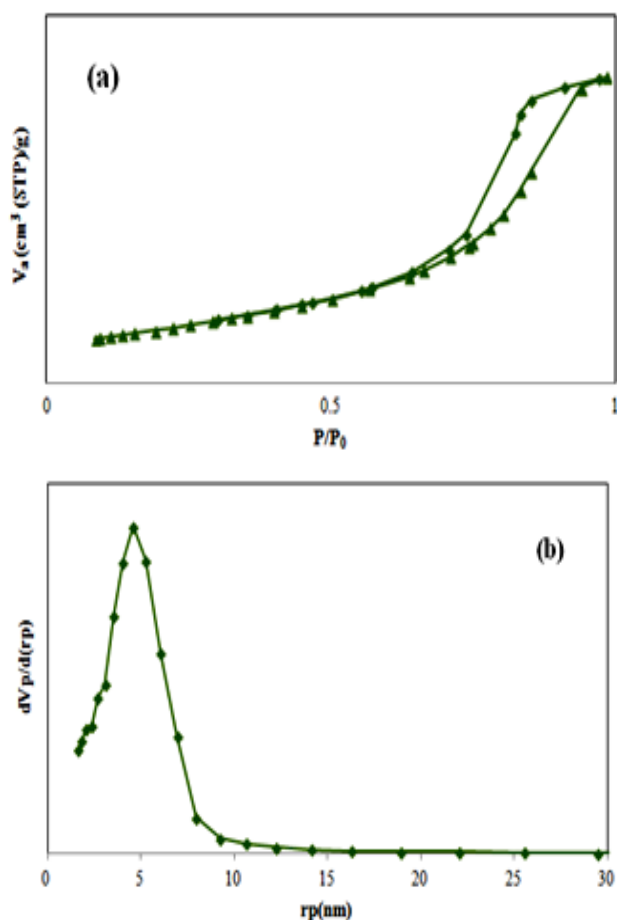 (a)
Vₐ (cm³ (STP)/g)
0 0.5 1
P/P₀
(b)
dVp/d(rp)
0 5 10 15 20 25 30
rp(nm)